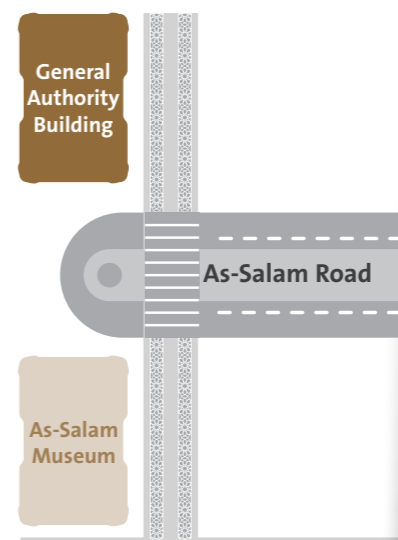 General
Authority
Building
As-Salam Road
As-Salam
Museum